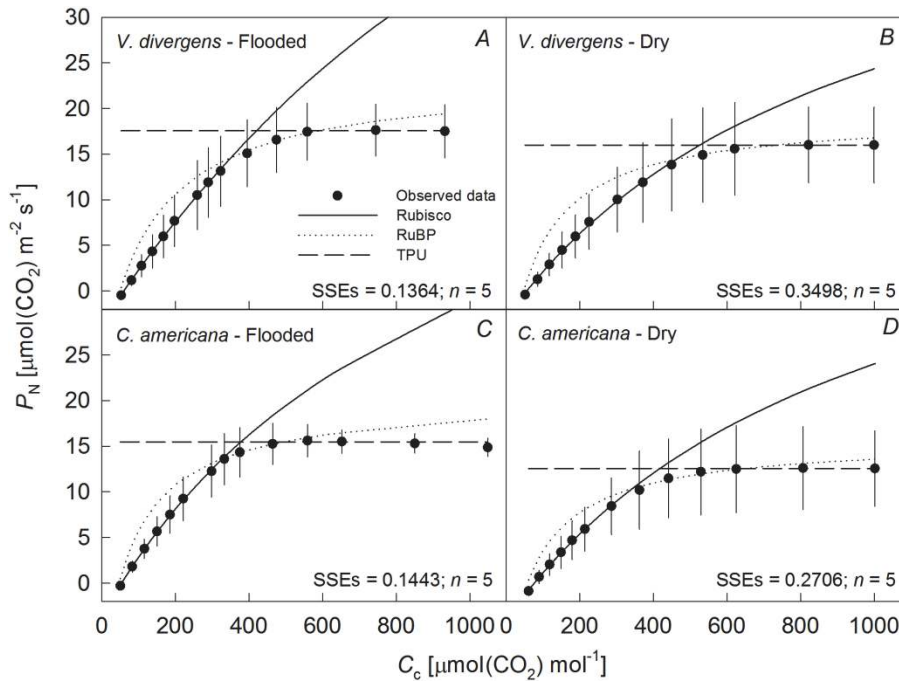 V. divergens - Flooded
A
V. divergens - Dry
B
30
25
20
15
10
5
0
Observed data
Rubisco
RuBP
TPU
SSEs = 0.1364; n = 5
SSEs = 0.3498; n = 5
C. americana - Flooded
C
C. americana - Dry
D
25
20
15
10
5
0
SSEs = 0.1443; n = 5
SSEs = 0.2706; n = 5
0 200 400 600 800 1000
200 400 600 800 1000
P_N [μmol(CO₂) m⁻² s⁻¹]
C_c [μmol(CO₂) mol⁻¹]